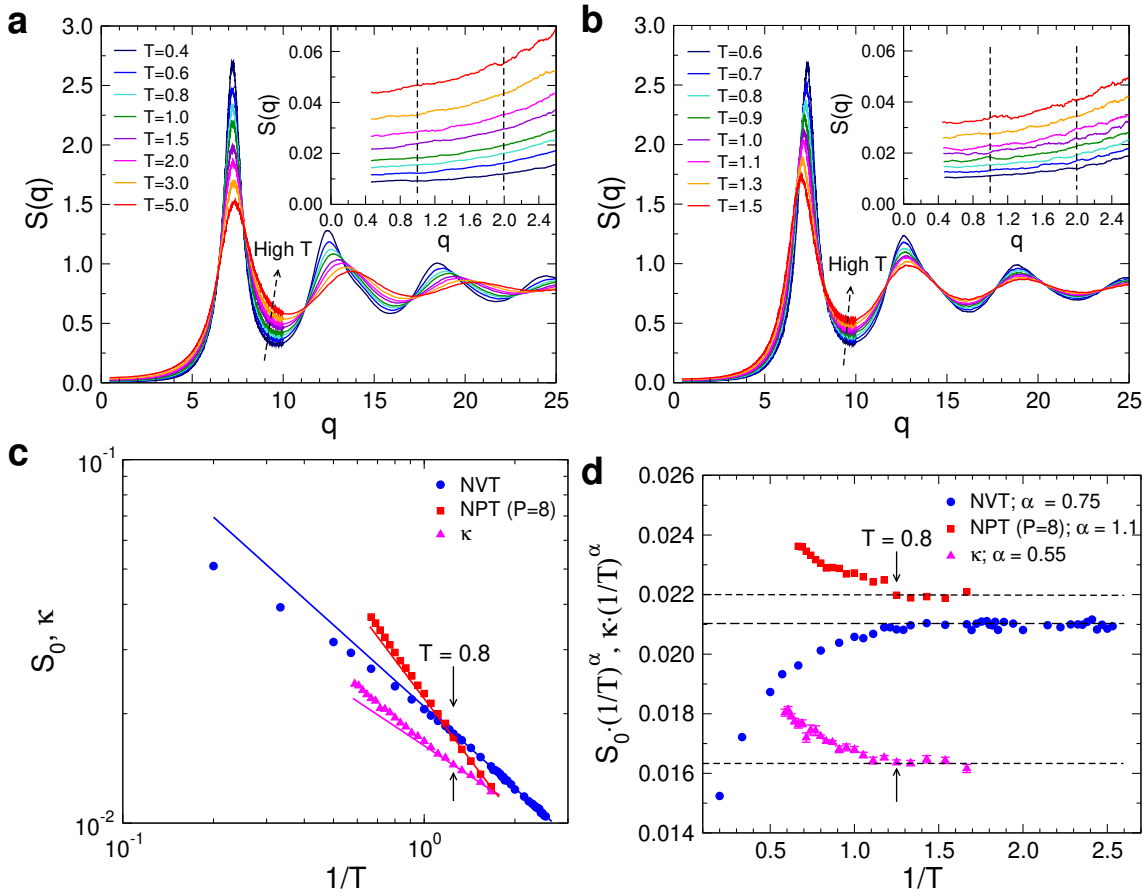 a
S(q)
3.0
2.5
2.0
1.5
1.0
0.5
0.0
T=0.4
T=0.6
T=0.8
T=1.0
T=1.5
T=2.0
T=3.0
T=5.0
S(q)
0.06
0.04
0.02
0.00
0.0 0.4 0.8 1.2 1.6 2.0 2.4
q
High T
0 5 10 15 20 25
q
b
S(q)
3.0
2.5
2.0
1.5
1.0
0.5
0.0
T=0.6
T=0.7
T=0.8
T=0.9
T=1.0
T=1.1
T=1.3
T=1.5
S(q)
0.06
0.04
0.02
0.00
0.0 0.4 0.8 1.2 1.6 2.0 2.4
q
High T
0 5 10 15 20 25
q
c
S₀, κ
10⁻¹
10⁻²
NVT
NPT (P=8)
κ
T = 0.8
10⁻¹ 10⁰
1/T
d
S₀·(1/T)^α, κ·(1/T)^α
0.026
0.024
0.022
0.020
0.018
0.016
0.014
NVT; α = 0.75
NPT (P=8); α = 1.1
κ; α = 0.55
T = 0.8
0.5 1.0 1.5 2.0 2.5
1/T